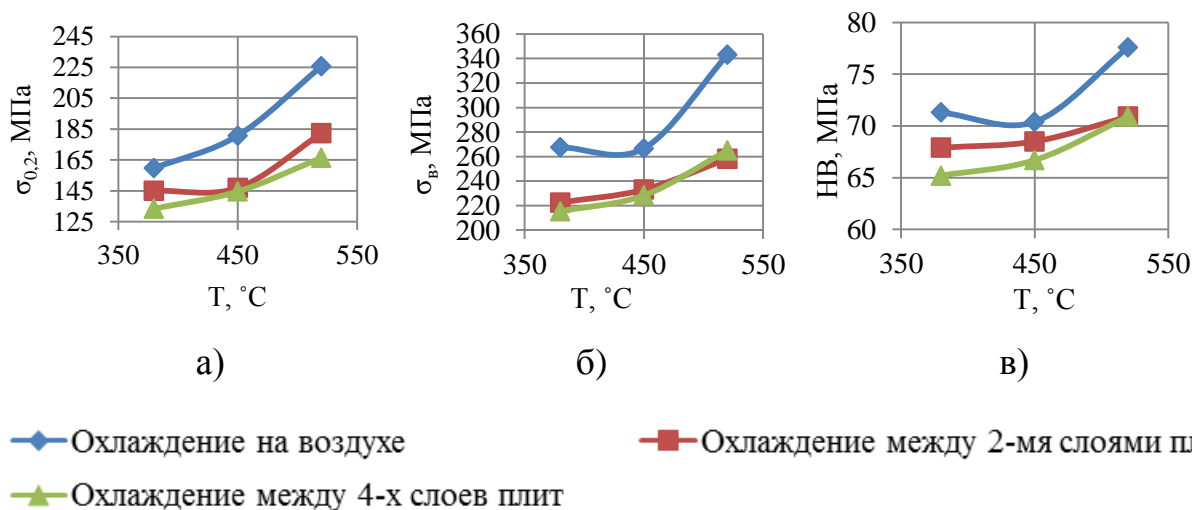 σ0,2, МПа
245
225
205
185
165
145
125
350 450 550
T, ˚C
а)
σв, МПа
360
340
320
300
280
260
240
220
200
350 450 550
T, ˚C
б)
HB, МПа
80
75
70
65
60
350 450 550
T, ˚C
в)
Охлаждение на воздухе
Охлаждение между 2-мя слоями
Охлаждение между 4-х слоев плит